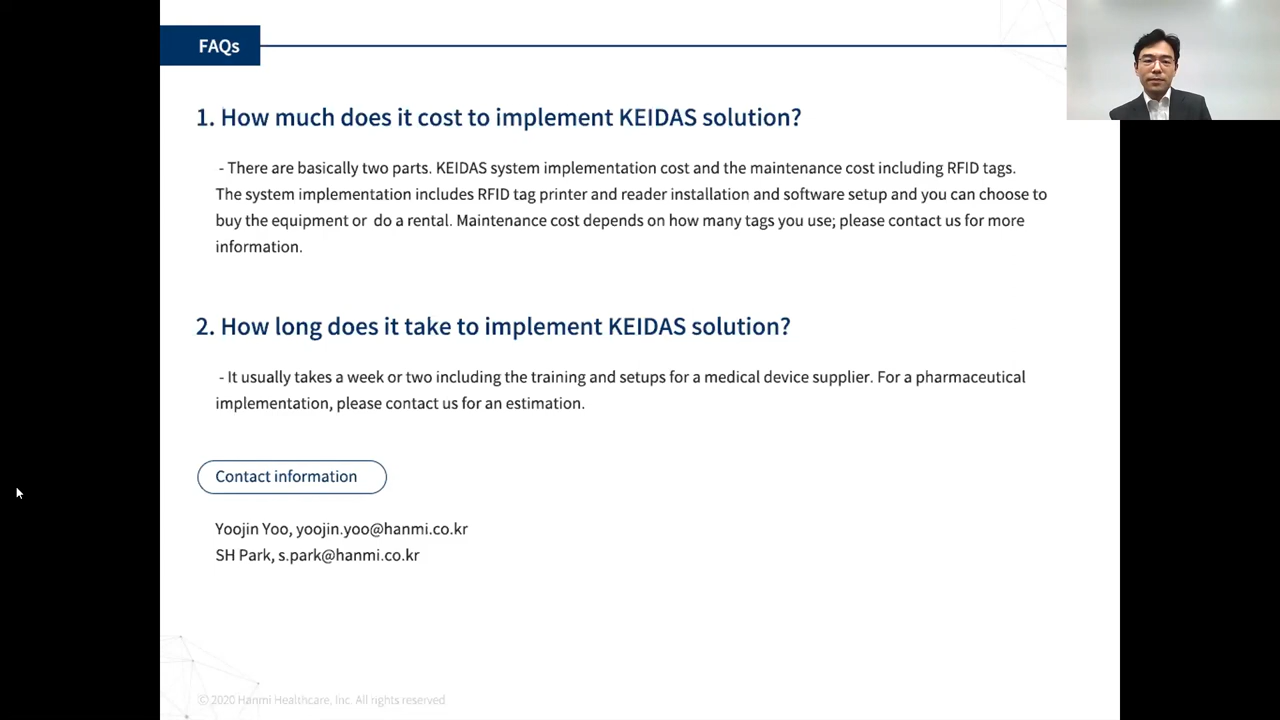 FAQs
1. How much does it cost to implement KEIDAS solution?
- There are basically two parts. KEIDAS system implementation cost and the maintenance cost including RFID tags.
The system implementation includes RFID tag printer and reader installation and software setup and you can choose to
buy the equipment or do a rental. Maintenance cost depends on how many tags you use; please contact us for more
information.
2. How long does it take to implement KEIDAS solution?
- It usually takes a week or two including the training and setups for a medical device supplier. For a pharmaceutical
implementation, please contact us for an estimation.
Contact information
Yoojin Yoo, yoojin.yoo@hanmi.co.kr
SH Park, s.park@hanmi.co.kr
© 2020 Hanmi Healthcare, Inc. All rights reserved